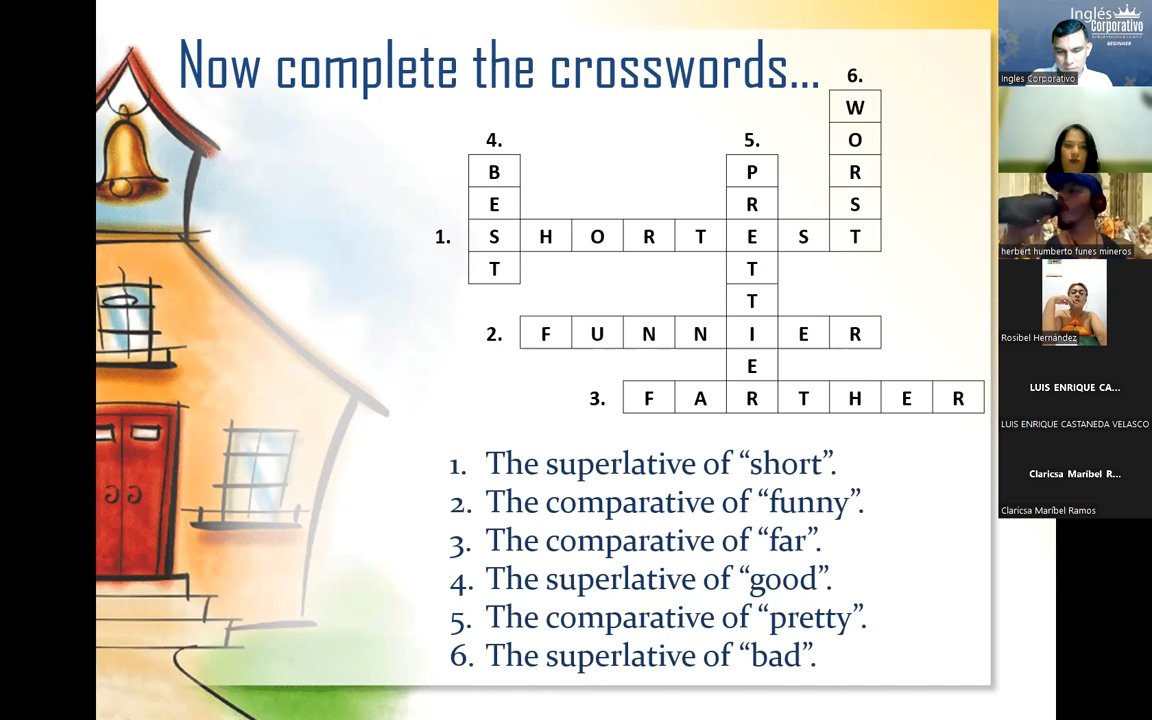 Now complete the crosswords...
6.
W
4.
5.
O
B
P
R
E
R
S
1.
S H O R T E S T
T
T
T
2.
F U N N I E R
E
3.
F A R T H E R
1. The superlative of “short”.
2. The comparative of “funny”.
3. The comparative of “far”.
4. The superlative of “good”.
5. The comparative of “pretty”.
6. The superlative of “bad”.
Inglés
Corporativo
BEGINNER
Ingles Corporativo
herbert humberto funes mineros
Rosibel Hernández
LUIS ENRIQUE CA...
LUIS ENRIQUE CASTANEDA VELASCO
Claricsa Maríbel R...
Claricsa Maríbel Ramos